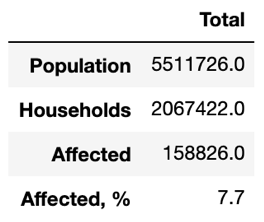 Total
Population 5511726.0
Households 2067422.0
Affected 158826.0
Affected, % 7.7